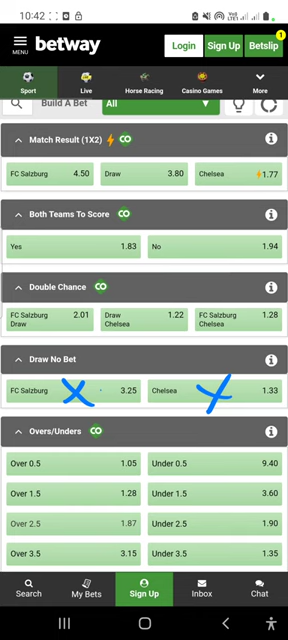 10:42 VoLTE1
MENU betway Login Sign Up Betslip 1
Sport Live Horse Racing Casino Games More
Build A Bet All
Match Result (1X2) CO
FC Salzburg 4.50 Draw 3.80 Chelsea 1.77
Both Teams To Score CO
Yes 1.83 No 1.94
Double Chance CO
FC Salzburg 2.01 Draw 1.22 FC Salzburg 1.28
Draw Chelsea Chelsea
Draw No Bet
FC Salzburg 3.25 Chelsea 1.33
Overs/Unders CO
Over 0.5 1.05 Under 0.5 9.40
Over 1.5 1.28 Under 1.5 3.60
Over 2.5 1.87 Under 2.5 1.90
Over 3.5 3.15 Under 3.5 1.35
Search My Bets Sign Up Inbox Chat